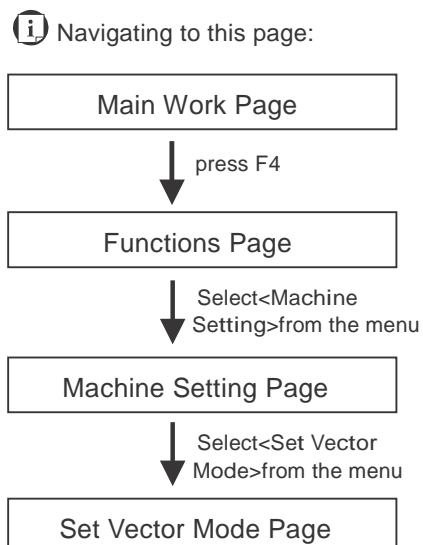 Navigating to this page:
Main Work Page
press F4
Functions Page
Select<Machine
Setting>from the menu
Machine Setting Page
Select<Set Vector
Mode>from the menu
Set Vector Mode Page